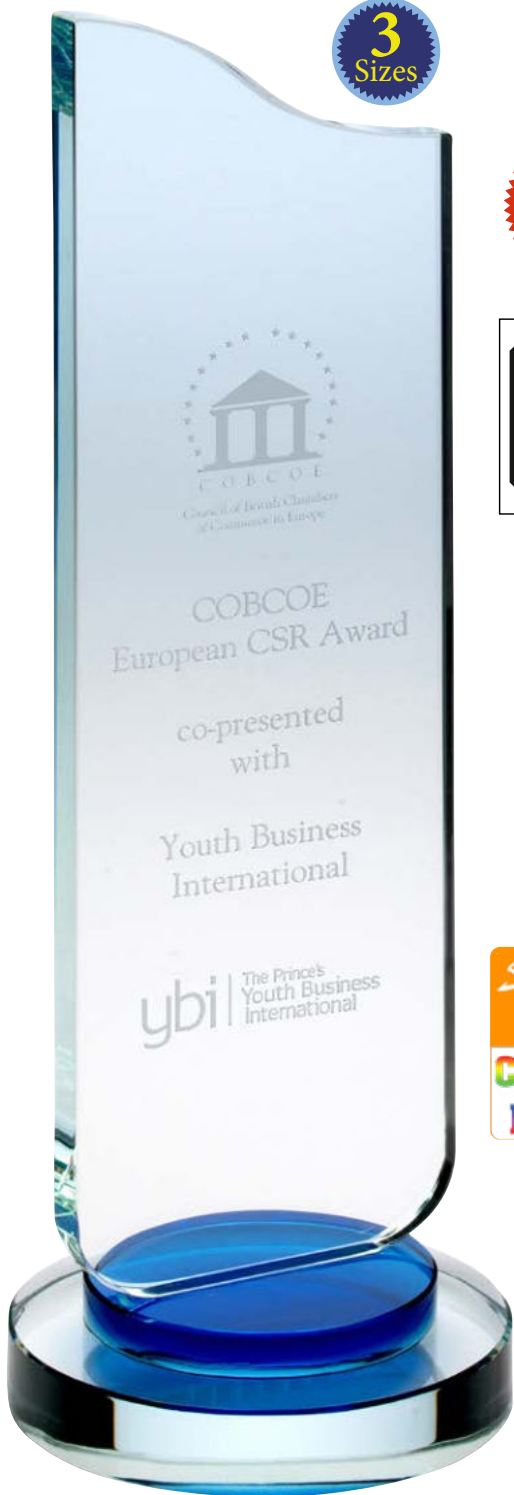 3
Sizes
COBCOE
Council of British Chambers
of Commerce in Europe
COBCOE
European CSR Award
co-presented
with
Youth Business
International
ybi
The Prince's
Youth Business
International